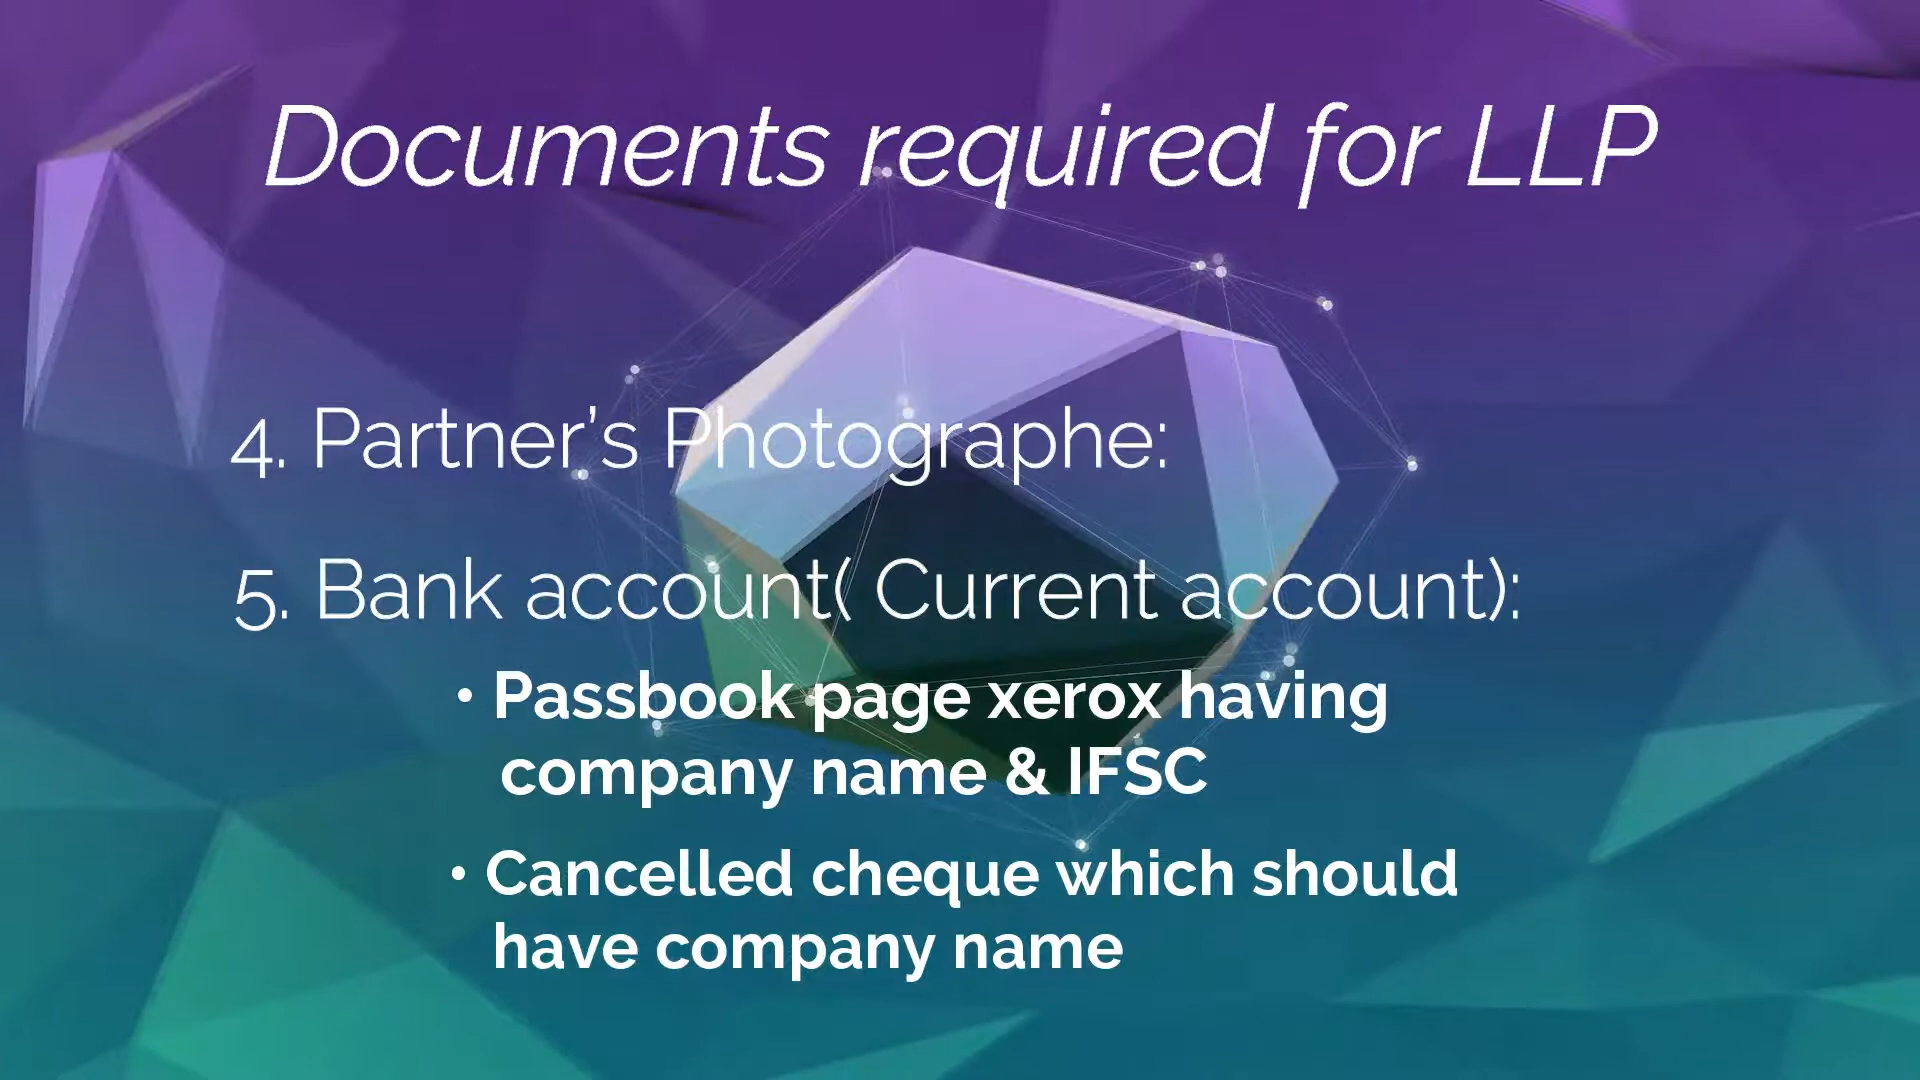 Documents required for LLP
4. Partner’s Photographe:
5. Bank account( Current account):
• Passbook page xerox having
company name & IFSC
• Cancelled cheque which should
have company name